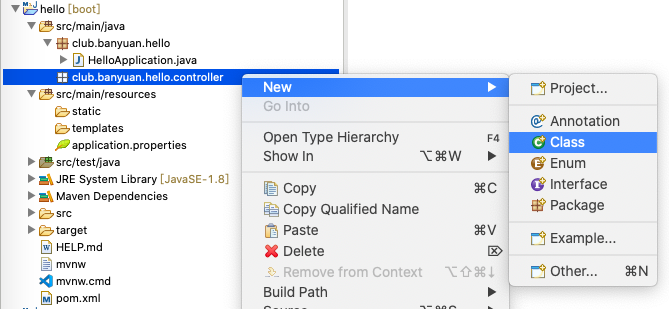 hello [boot]
src/main/java
club.banyuan.hello
HelloApplication.java
club.banyuan.hello.controller
src/main/resources
static
templates
application.properties
src/test/java
JRE System Library [JavaSE-1.8]
Maven Dependencies
src
target
HELP.md
mvnw
mvnw.cmd
pom.xml
New
Go Into
Open Type Hierarchy F4
Show In ⌥⌘W
Copy ⌘C
Copy Qualified Name
Paste ⌘V
Delete ⌦
Remove from Context ⌥⇧⌘↓
Build Path
Project...
Annotation
Class
Enum
Interface
Package
Example...
Other... ⌘N